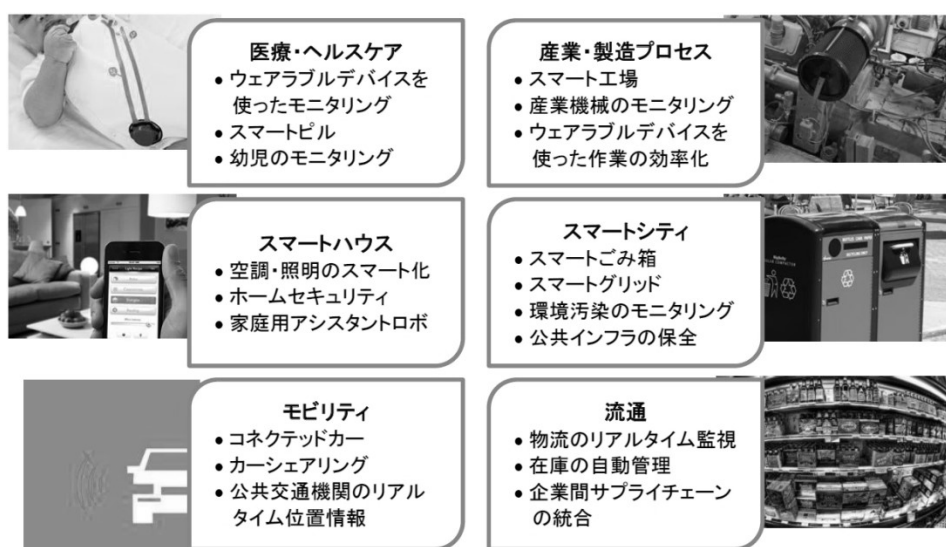 医療・ヘルスケア
● ウェアラブルデバイスを
使ったモニタリング
● スマートピル
● 幼児のモニタリング
産業・製造プロセス
● スマート工場
● 産業機械のモニタリング
● ウェアラブルデバイスを
使った作業の効率化
スマートハウス
● 空調・照明のスマート化
● ホームセキュリティ
● 家庭用アシスタントロボ
スマートシティ
● スマートごみ箱
● スマートグリッド
● 環境汚染のモニタリング
● 公共インフラの保全
モビリティ
● コネクテッドカー
● カーシェアリング
● 公共交通機関のリアル
タイム位置情報
流通
● 物流のリアルタイム監視
● 在庫の自動管理
● 企業間サプライチェーン
の統合